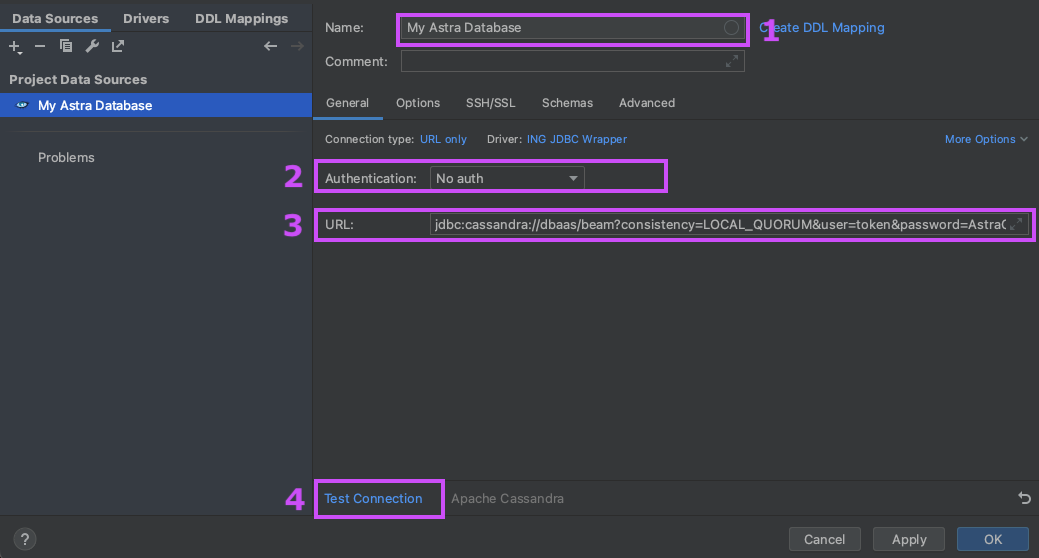 Data Sources Drivers DDL Mappings
Project Data Sources
My Astra Database
Problems
Name: My Astra Database 1 Create DDL Mapping
Comment:
General Options SSH/SSL Schemas Advanced
Connection type: URL only Driver: ING JDBC Wrapper More Options
2 Authentication: No auth
3 URL: jdbc:cassandra://dbaas/beam?consistency=LOCAL_QUORUM&user=token&password=Astra
4 Test Connection Apache Cassandra
? Cancel Apply OK